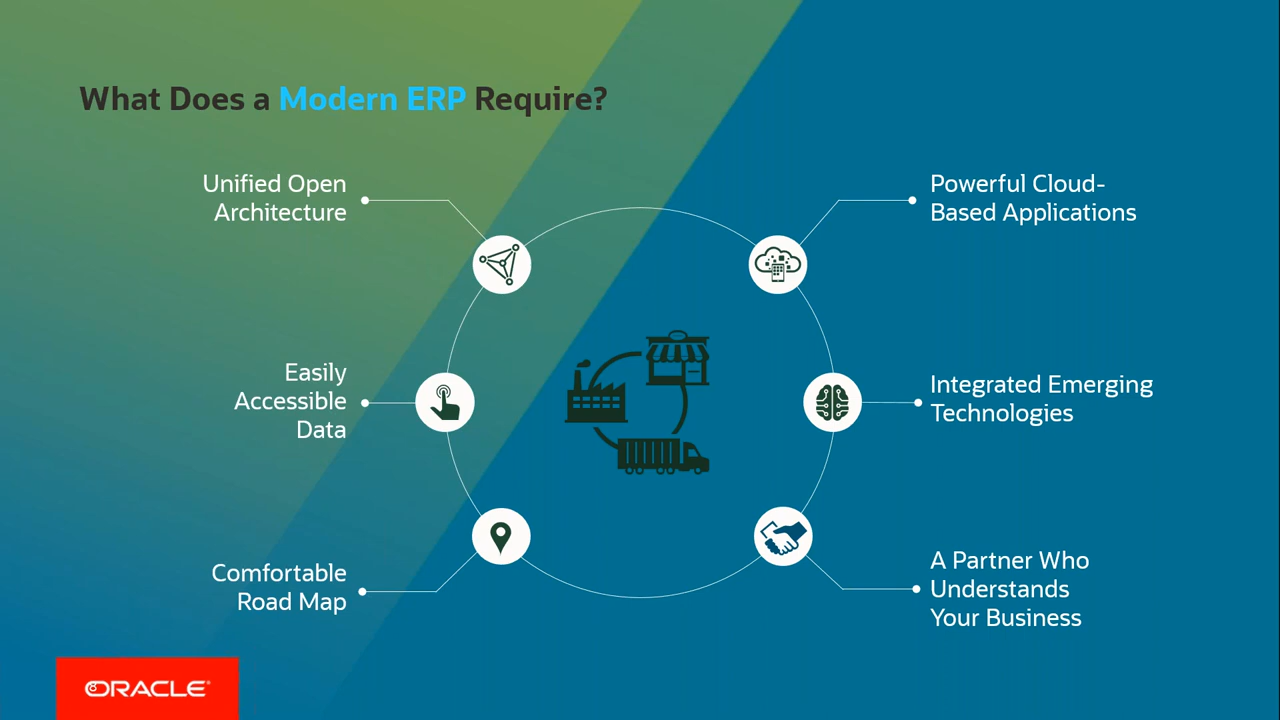 What Does a Modern ERP Require?
Unified Open
Architecture
Powerful Cloud-
Based Applications
Easily
Accessible
Data
Integrated Emerging
Technologies
Comfortable
Road Map
A Partner Who
Understands
Your Business
ORACLE®